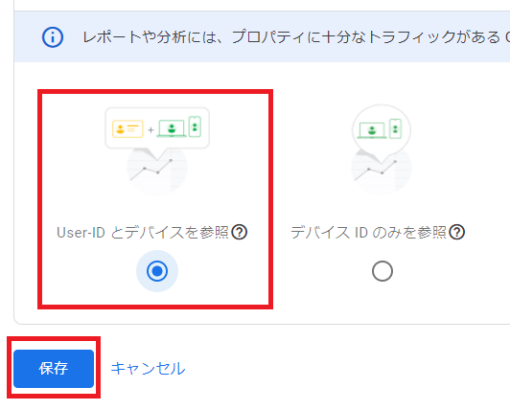 レポートや分析には、プロパティに十分なトラフィックがある
User-ID とデバイスを参照
デバイス ID のみを参照
保存 キャンセル